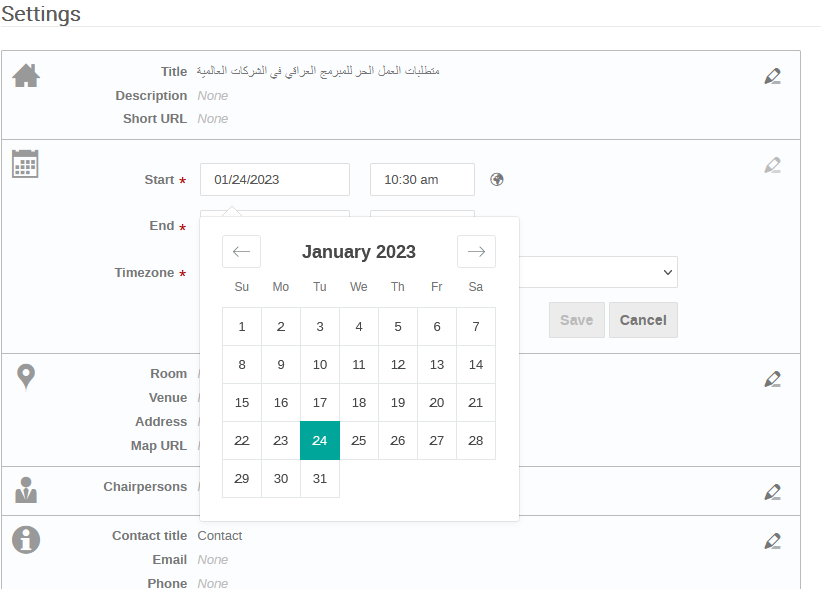 Settings
Title متطلبات العمل الحر للمبرمج العراقي في الشركات العالمية
Description None
Short URL None
Start * 01/24/2023 10:30 am
End *
Timezone *
January 2023
Su Mo Tu We Th Fr Sa
1 2 3 4 5 6 7
8 9 10 11 12 13 14
15 16 17 18 19 20 21
22 23 24 25 26 27 28
29 30 31
Save Cancel
Room
Venue
Address
Map URL
Chairpersons
Contact title Contact
Email None
Phone None